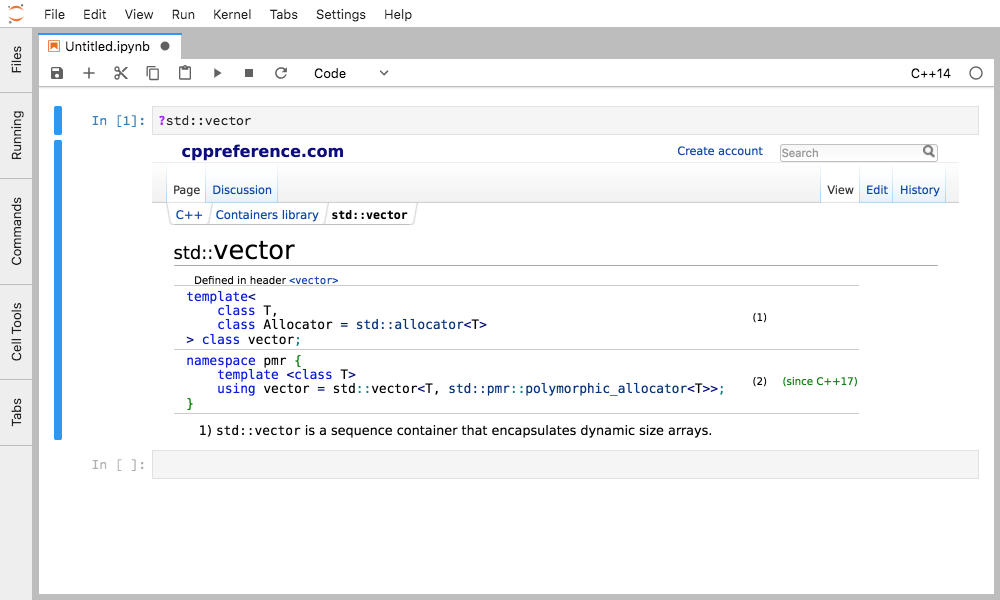 File Edit View Run Kernel Tabs Settings Help
Files
Running
Commands
Cell Tools
Tabs
Untitled.ipynb
Code
C++14
In [1]: ?std::vector
cppreference.com
Create account
Search
Page Discussion
View Edit History
C++ Containers library std::vector
std::vector
Defined in header <vector>
template<
    class T,
    class Allocator = std::allocator<T>
> class vector;
(1)
namespace pmr {
    template <class T>
    using vector = std::vector<T, std::pmr::polymorphic_allocator<T>>;
}
(2) (since C++17)
1) std::vector is a sequence container that encapsulates dynamic size arrays.
In [ ]: